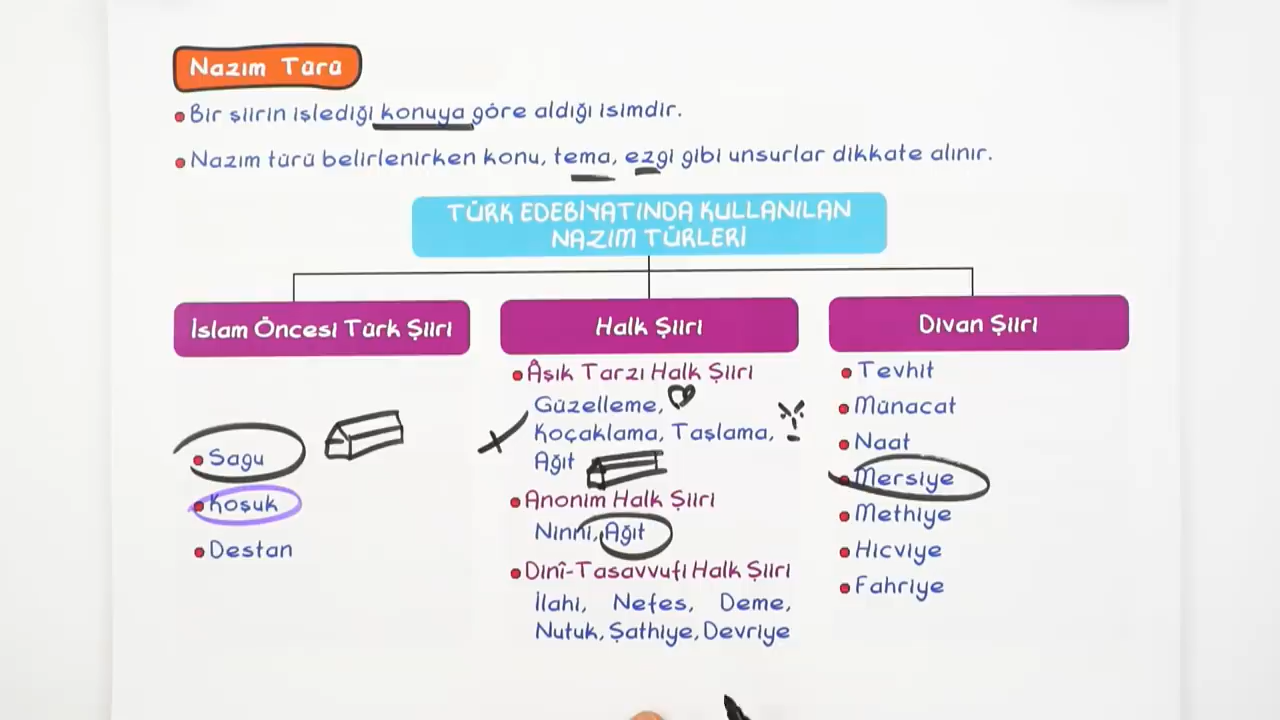 Nazım Türü
Bir şiirin işlediği konuya göre aldığı isimdir.
Nazım türü belirlenirken konu, tema, ezgi gibi unsurlar dikkate alınır.
TÜRK EDEBİYATINDA KULLANILAN
NAZIM TÜRLERİ
İslam Öncesi Türk Şiiri
Sagu
Koşuk
Destan
Halk Şiiri
Âşık Tarzı Halk Şiiri
Güzelleme,
Koçaklama, Taşlama,
Ağıt
Anonim Halk Şiiri
Ninni, Ağıt
Dinî-Tasavvufi Halk Şiiri
İlahi, Nefes, Deme,
Nutuk, Şathiye, Devriye
Divan Şiiri
Tevhit
Münacat
Naat
Mersiye
Methiye
Hicviye
Fahriye